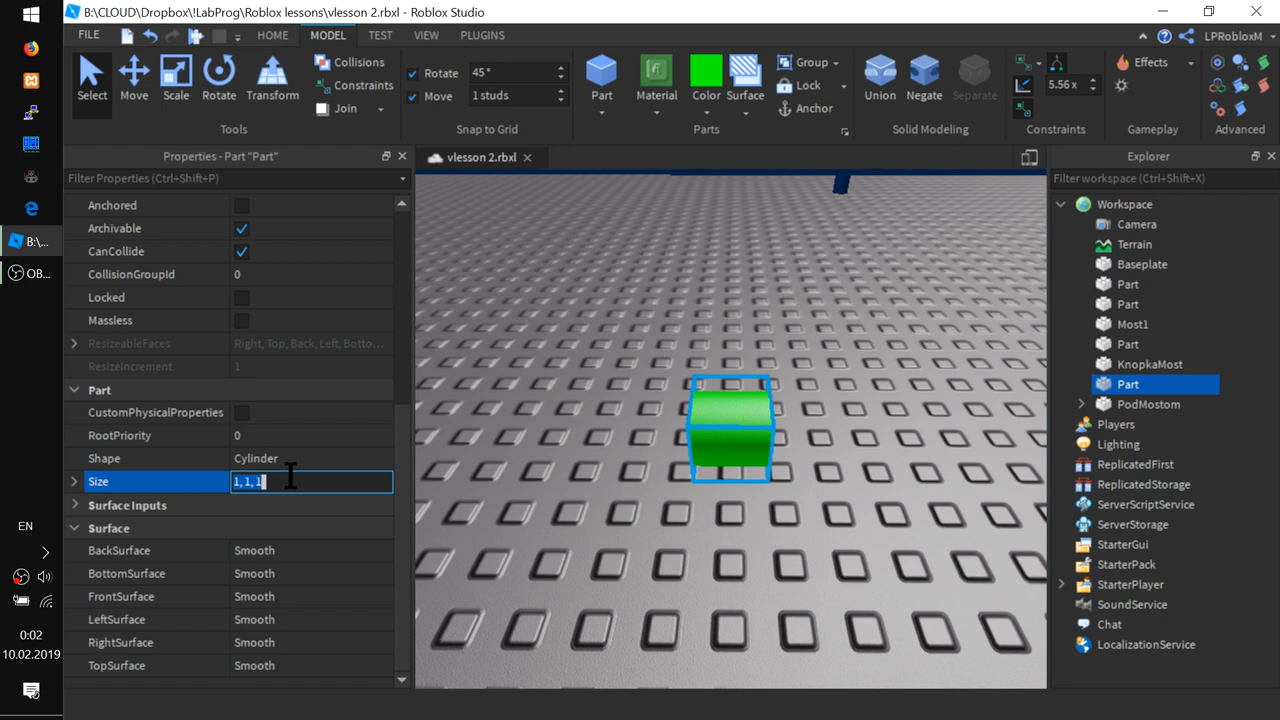 B:\CLOUD\Dropbox\!LabProg\Roblox lessons\vlesson 2.rbxl - Roblox Studio
FILE HOME MODEL TEST VIEW PLUGINS LPRobloxM
Select Move Scale Rotate Transform
Collisions
Constraints
Join
Tools
Rotate 45°
Move 1 studs
Snap to Grid
Part Material Color Surface
Group
Lock
Anchor
Parts
Union Negate Separate
Solid Modeling
5.56 x
Constraints
Effects
Gameplay
Advanced
Properties - Part "Part"
Filter Properties (Ctrl+Shift+P)
Anchored
Archivable
CanCollide
CollisionGroupId 0
Locked
Massless
ResizeableFaces Right, Top, Back, Left, Botto...
ResizeIncrement 1
Part
CustomPhysicalProperties
RootPriority 0
Shape Cylinder
Size 1, 1, 1
Surface Inputs
Surface
BackSurface Smooth
BottomSurface Smooth
FrontSurface Smooth
LeftSurface Smooth
RightSurface Smooth
TopSurface Smooth
vlesson 2.rbxl
Explorer
Filter workspace (Ctrl+Shift+X)
Workspace
Camera
Terrain
Baseplate
Part
Part
Most1
Part
KnopkaMost
Part
PodMostom
Players
Lighting
ReplicatedFirst
ReplicatedStorage
ServerScriptService
ServerStorage
StarterGui
StarterPack
StarterPlayer
SoundService
Chat
LocalizationService
B:\...
OB...
EN
0:02
10.02.2019